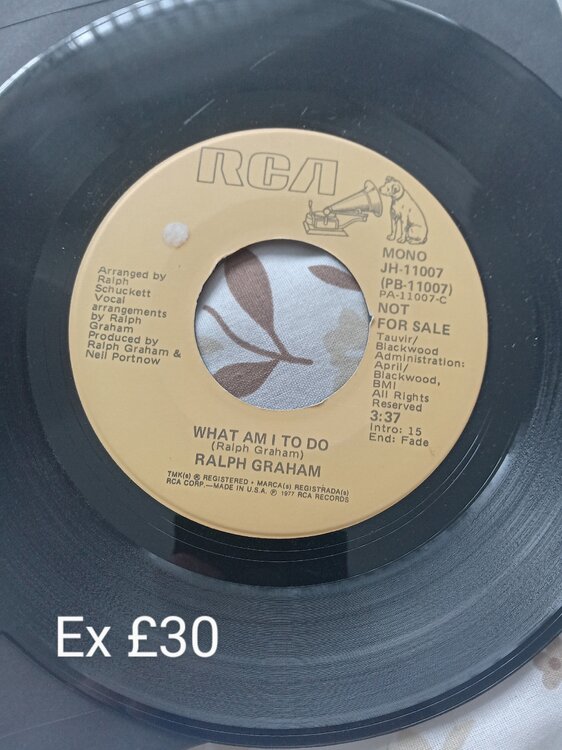 RCA
MONO
JH-11007
(PB-11007)
PA-11007-C
NOT
FOR SALE
Tauvir/
Blackwood
Administration:
April/
Blackwood,
BMI
All Rights
Reserved
3:37
Intro: 15
End: Fade
Arranged by
Ralph
Schuckett
Vocal
arrangements
by Ralph
Graham
Produced by
Ralph Graham &
Neil Portnow
WHAT AM I TO DO
(Ralph Graham)
RALPH GRAHAM
TMK(s) ® REGISTERED • MARCA(s) REGISTRADA(s)
RCA CORP.—MADE IN U.S.A. ℗ 1977 RCA RECORDS
Ex £30